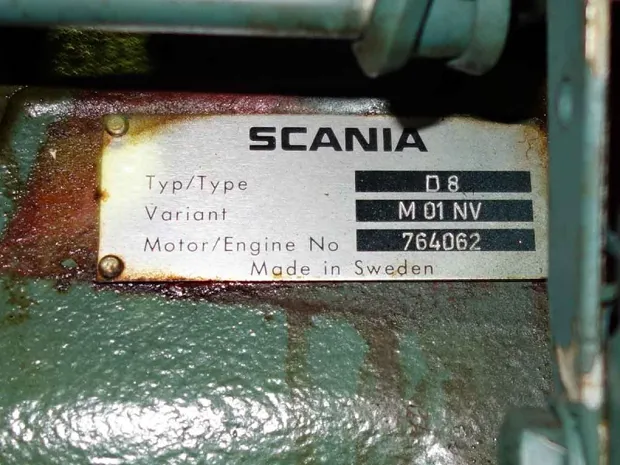 SCANIA
Typ/Type D 8
Variant M 01 NV
Motor/Engine No 764062
Made in Sweden